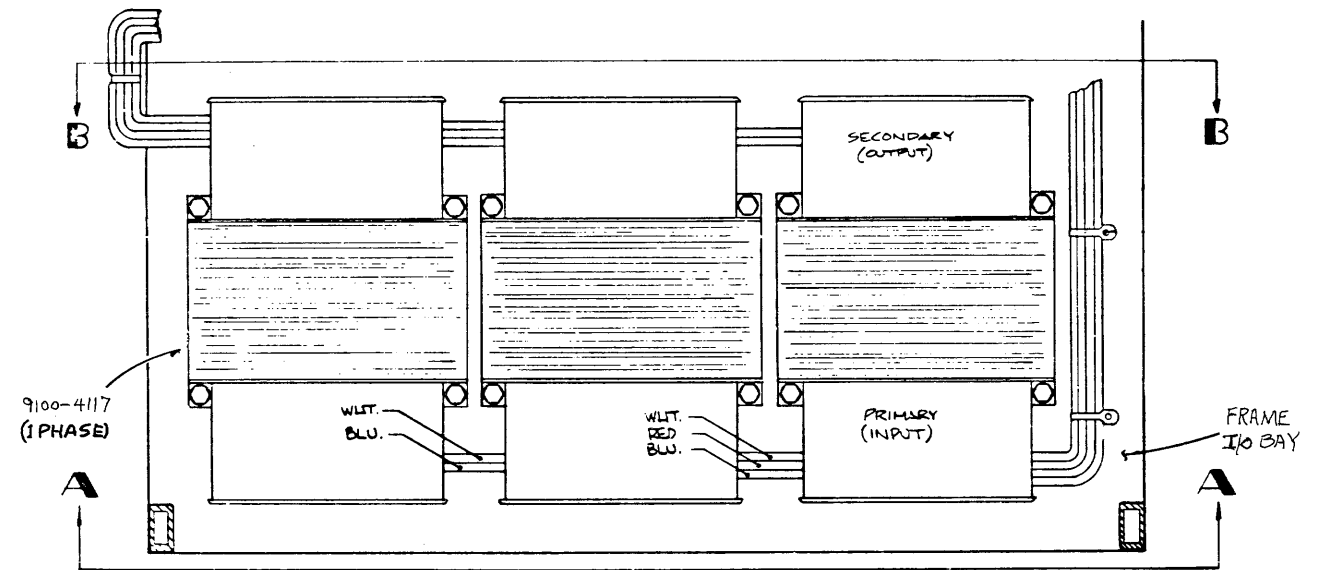 B
B
SECONDARY
(OUTPUT)
9100-4117
(1 PHASE)
WHT.
BLU.
WHT.
RED
BLU.
PRIMARY
(INPUT)
FRAME
I/O BAY
A
A